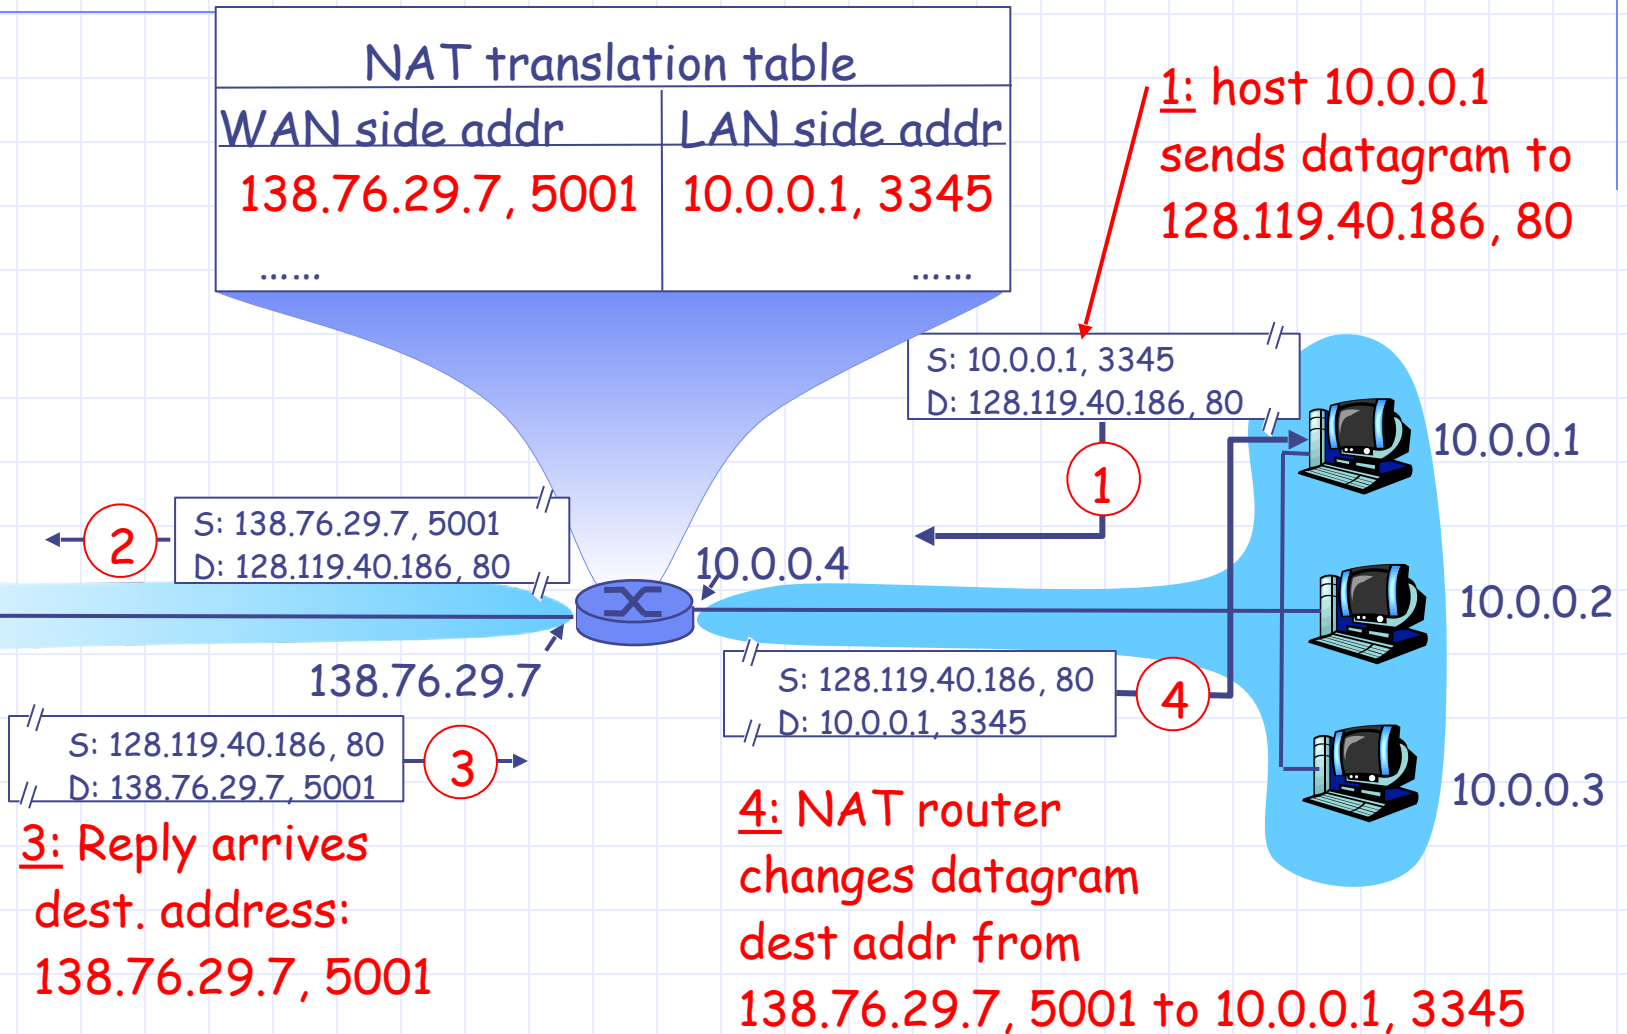 NAT translation table
WAN side addr LAN side addr
138.76.29.7, 5001 10.0.0.1, 3345
...... ......
1: host 10.0.0.1
sends datagram to
128.119.40.186, 80
S: 10.0.0.1, 3345
D: 128.119.40.186, 80
1
10.0.0.1
2
S: 138.76.29.7, 5001
D: 128.119.40.186, 80
10.0.0.4
10.0.0.2
138.76.29.7
S: 128.119.40.186, 80
D: 10.0.0.1, 3345
4
S: 128.119.40.186, 80
D: 138.76.29.7, 5001
3
10.0.0.3
3: Reply arrives
dest. address:
138.76.29.7, 5001
4: NAT router
changes datagram
dest addr from
138.76.29.7, 5001 to 10.0.0.1, 3345